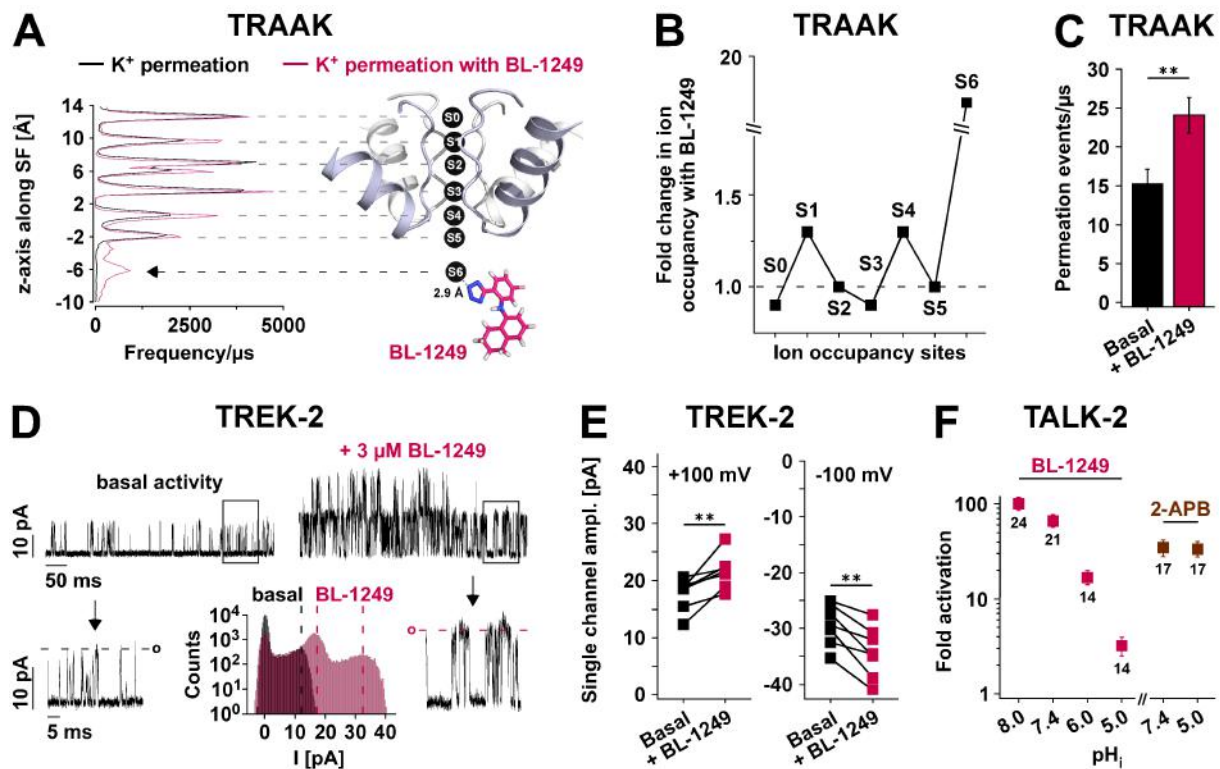 A TRAAK
K⁺ permeation
K⁺ permeation with BL-1249
z-axis along SF [Å]
14
10
6
2
-2
-6
-10
0 2500 5000
Frequency/µs
S0
S1
S2
S3
S4
S5
S6
2.9 Å
BL-1249
B TRAAK
Fold change in ion
occupancy with BL-1249
20
1.5
1.0
S0
S1
S2
S3
S4
S5
S6
Ion occupancy sites
C TRAAK
Permeation events/µs
30
25
20
15
10
5
0
**
Basal
+ BL-1249
D TREK-2
basal activity
+ 3 µM BL-1249
10 pA
50 ms
10 pA
5 ms
o
basal BL-1249
Counts
10⁴
10³
10²
10¹
10⁰
0 10 20 30 40
I [pA]
o
E TREK-2
Single channel ampl. [pA]
40
30
20
10
0
+100 mV
**
Basal
+ BL-1249
0
-5
-10
-20
-30
-40
-100 mV
**
Basal
+ BL-1249
F TALK-2
Fold activation
100
10
1
BL-1249
24
21
14
14
2-APB
17
17
8.0 7.4 6.0 5.0 7.4 5.0
pHᵢ